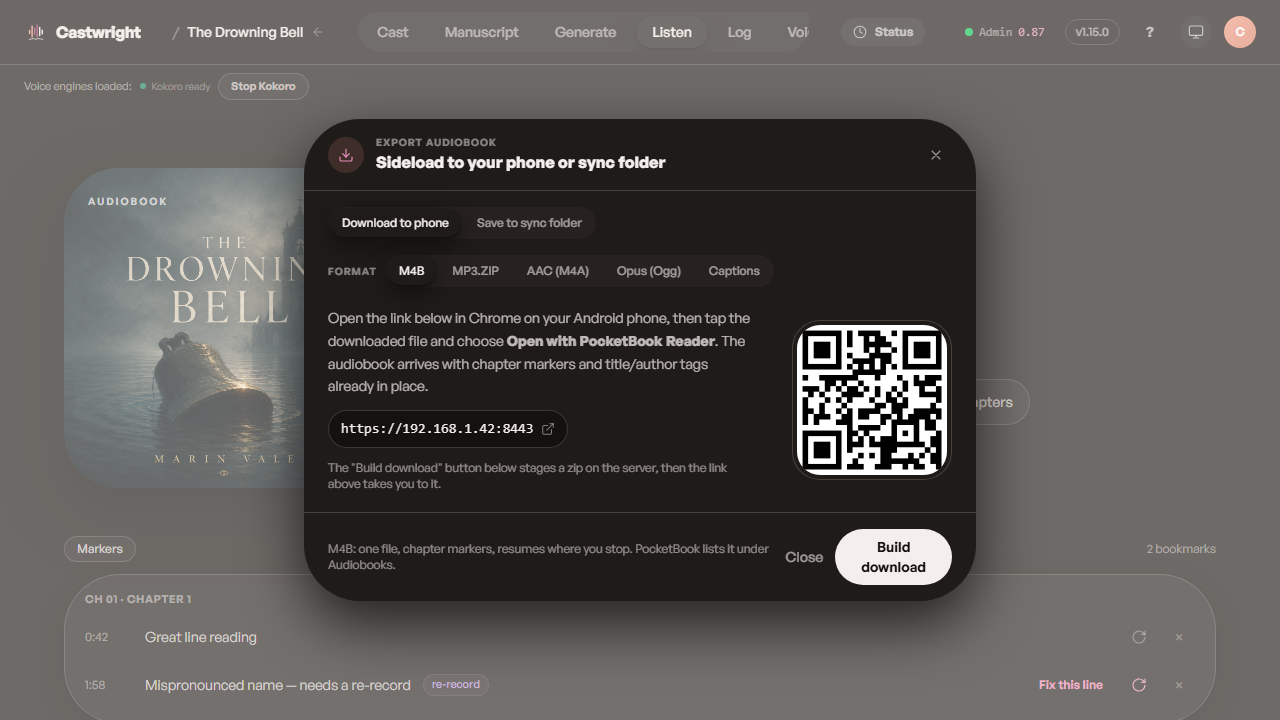 Castwright / The Drowning Bell Cast Manuscript Generate Listen Log Status Admin 0.87 v1.15.0 ? C
Voice engines loaded: Kokoro ready Stop Kokoro
AUDIOBOOK
THE
BELL
MARIN VALE
EXPORT AUDIOBOOK
Sideload to your phone or sync folder
Download to phone Save to sync folder
FORMAT M4B MP3.ZIP AAC (M4A) Opus (Ogg) Captions
Open the link below in Chrome on your Android phone, then tap the
downloaded file and choose Open with PocketBook Reader. The
audiobook arrives with chapter markers and title/author tags
already in place.
https://192.168.1.42:8443
The "Build download" button below stages a zip on the server, then the link
above takes you to it.
M4B: one file, chapter markers, resumes where you stop. PocketBook lists it under
Audiobooks.
Close
Build
download
Markers
2 bookmarks
CH 01 · CHAPTER 1
0:42 Great line reading
1:58 Mispronounced name — needs a re-record re-record Fix this line